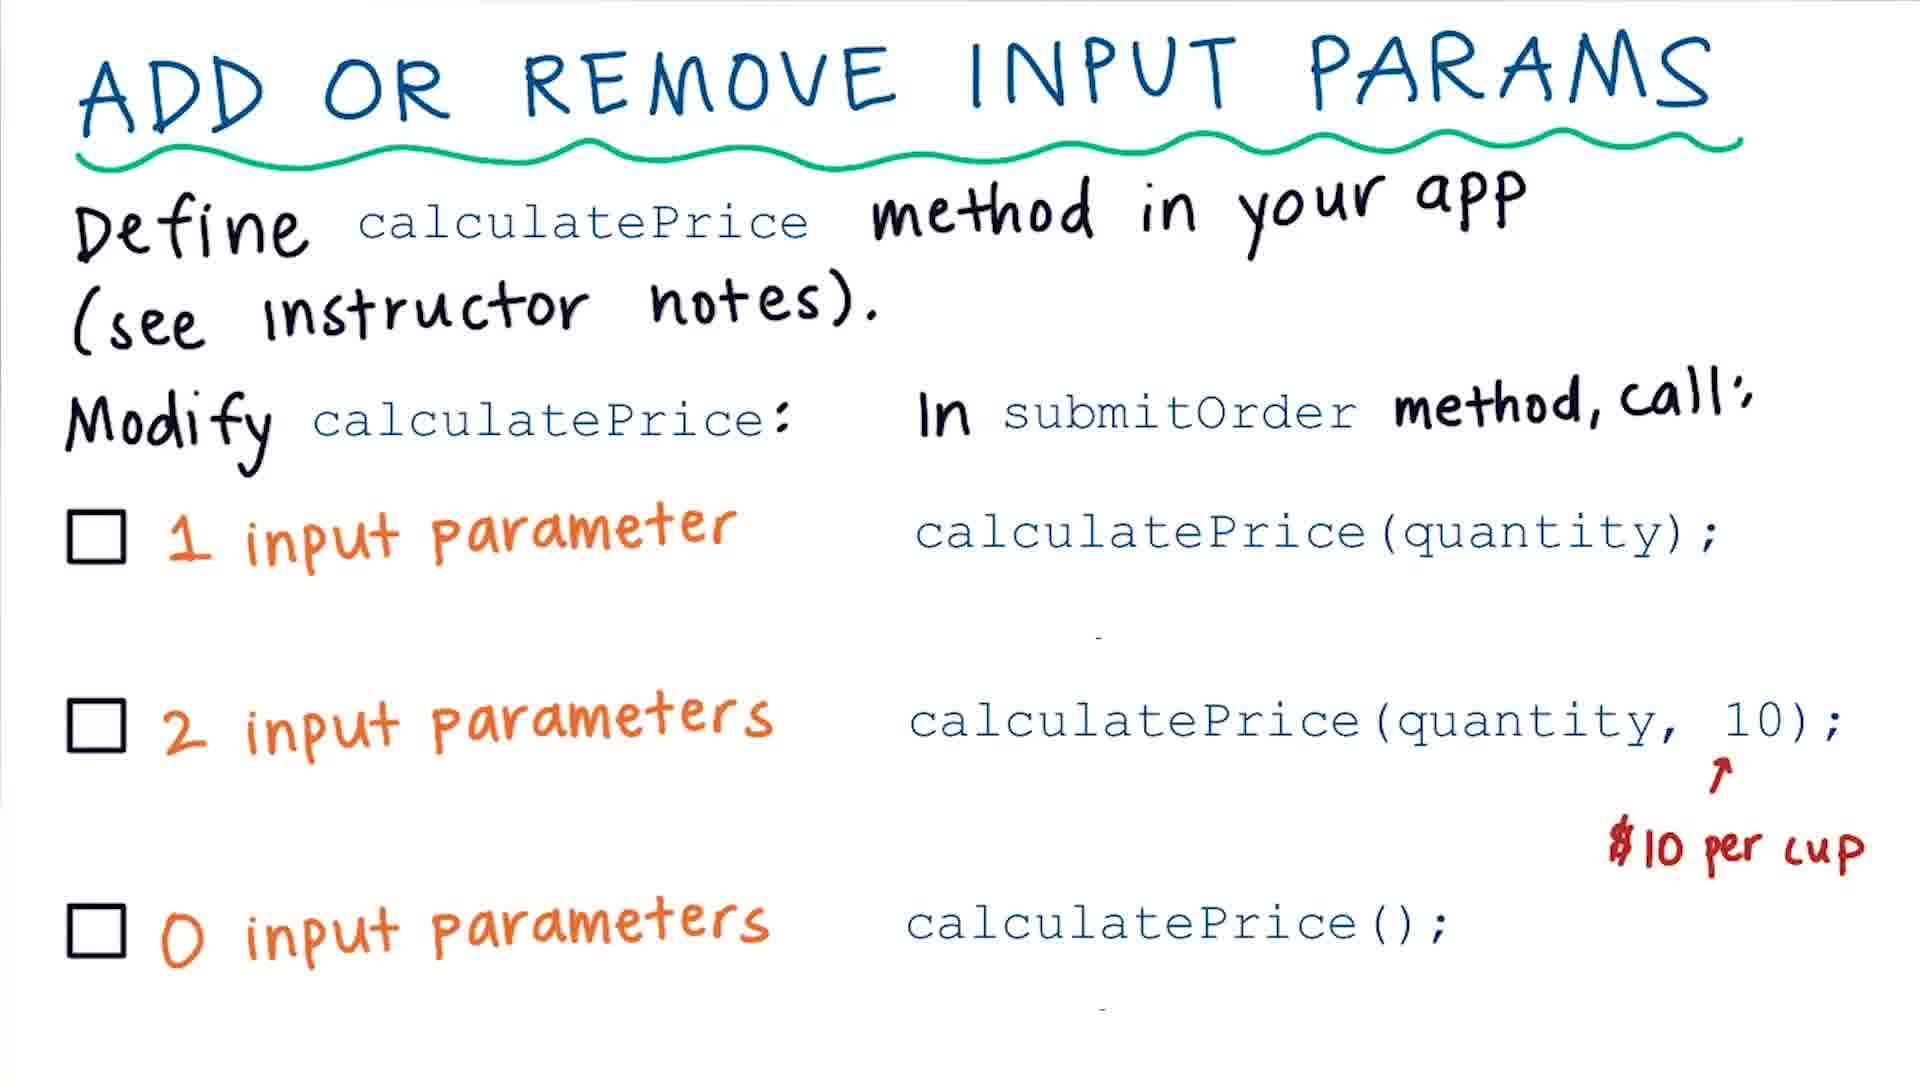 ADD OR REMOVE INPUT PARAMS
Define calculatePrice method in your app
(see instructor notes).
Modify calculatePrice:
In submitOrder method, call:
1 input parameter
calculatePrice(quantity);
2 input parameters
calculatePrice(quantity, 10);
$10 per cup
0 input parameters
calculatePrice();